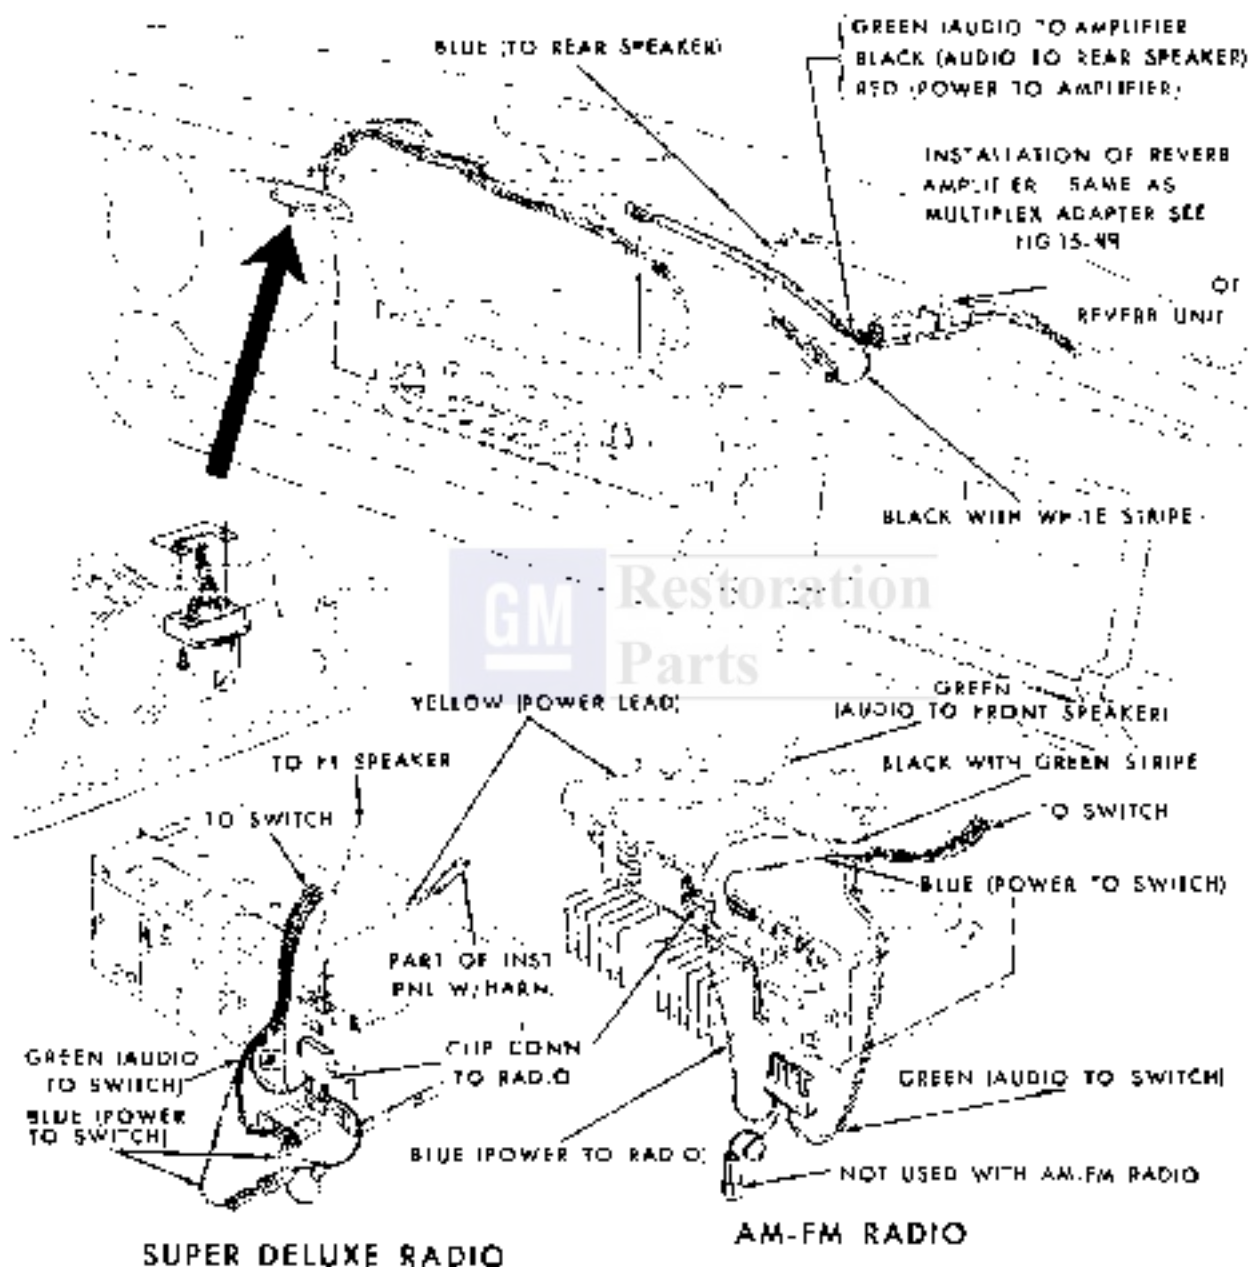 BLUE (TO REAR SPEAKER)
GREEN (AUDIO TO AMPLIFIER
BLACK (AUDIO TO REAR SPEAKER)
RED (POWER TO AMPLIFIER)
INSTALLATION OF REVERB
AMPLIFIER SAME AS
MULTIPLEX ADAPTER SEE
FIG 15-49
REVERB UNIT
BLACK WITH WHITE STRIPE
GM Restoration
Parts
YELLOW (POWER LEAD)
GREEN
(AUDIO TO FRONT SPEAKER)
TO SPEAKER
BLACK WITH GREEN STRIPE
TO SWITCH
TO SWITCH
BLUE (POWER TO SWITCH)
PART OF INST
PNL W/HARN.
CLIP CONN
TO RADIO
GREEN (AUDIO
TO SWITCH)
BLUE (POWER
TO SWITCH)
GREEN (AUDIO TO SWITCH)
BLUE (POWER TO RADIO)
NOT USED WITH AM-FM RADIO
SUPER DELUXE RADIO
AM-FM RADIO